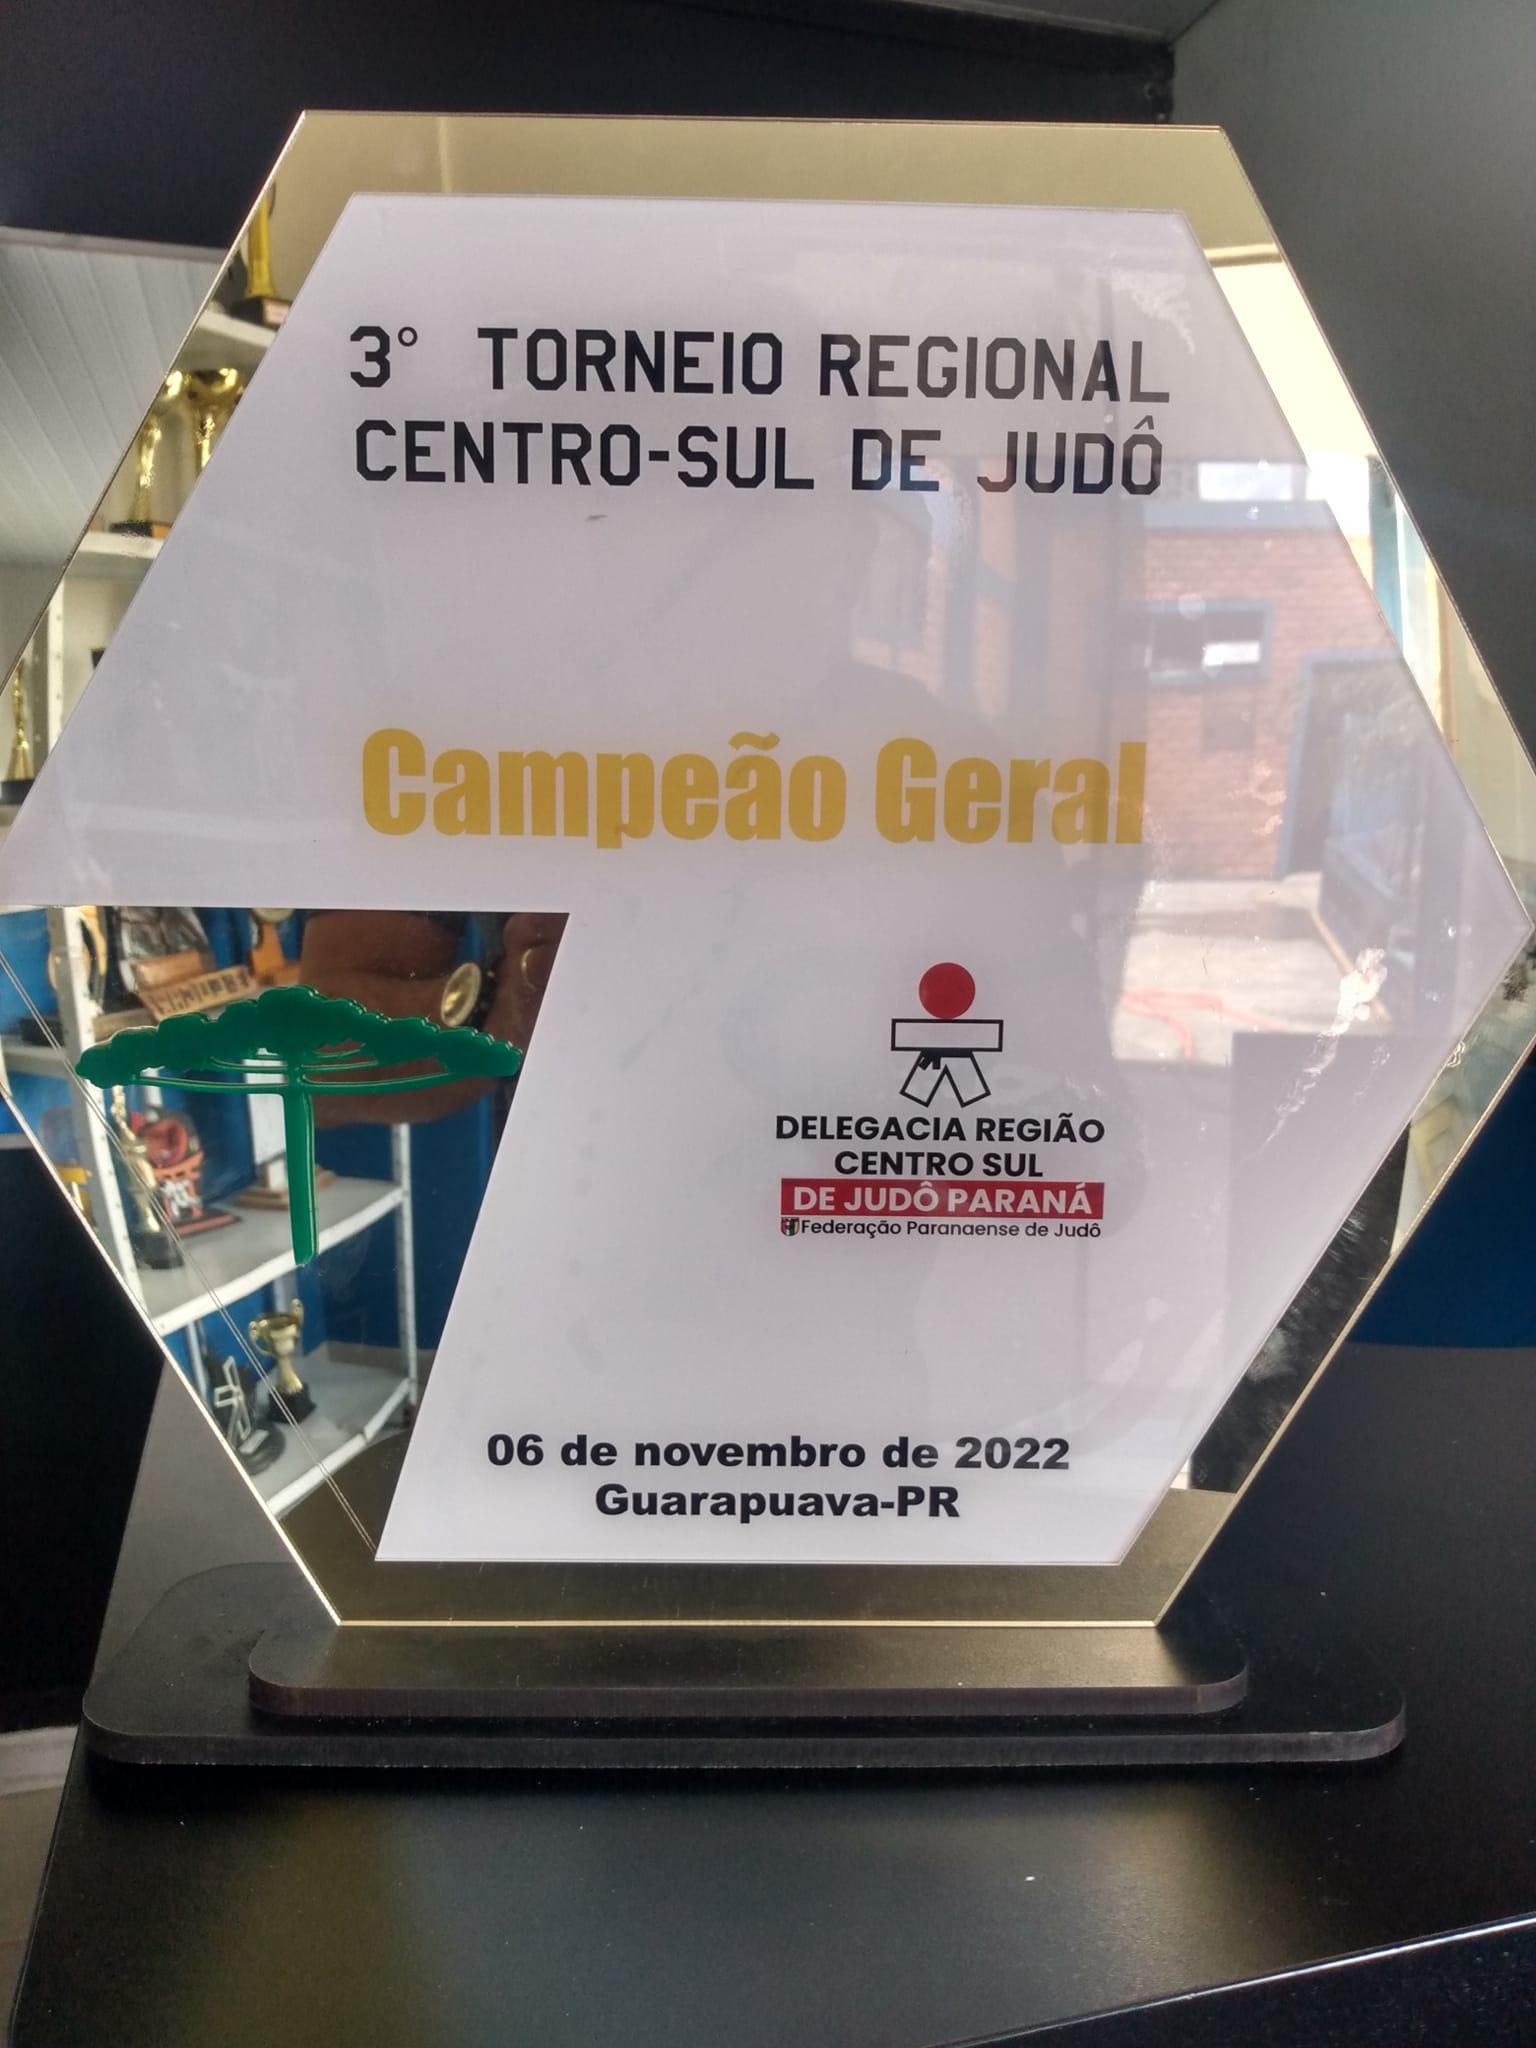 3° TORNEIO REGIONAL
CENTRO-SUL DE JUDÔ
Campeão Geral
DELEGACIA REGIÃO
CENTRO SUL
DE JUDÔ PARANÁ
Federação Paranaense de Judô
06 de novembro de 2022
Guarapuava-PR